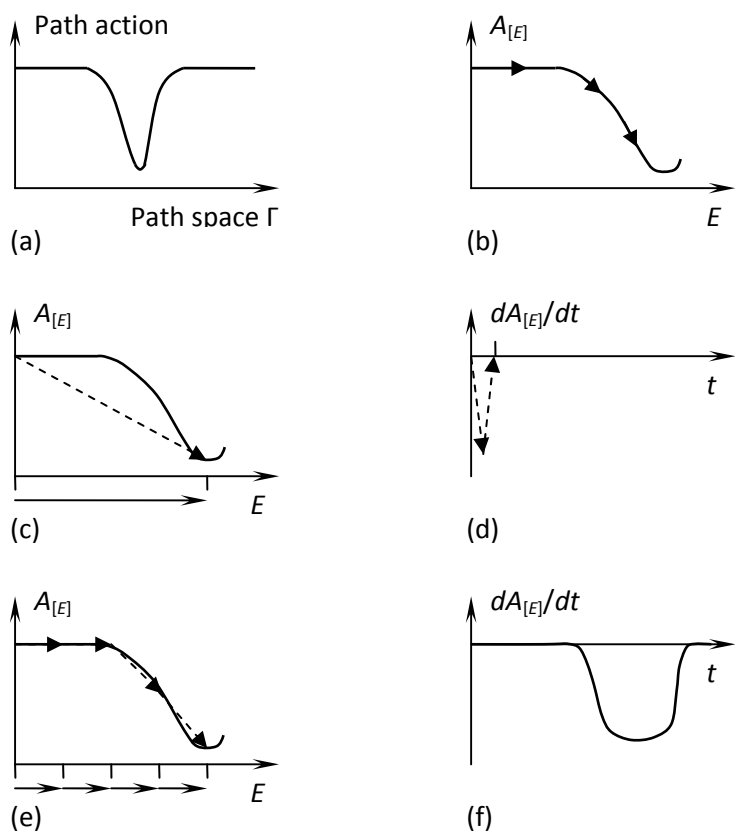 Path action
Path space Γ
(a)
A[E]
E
(b)
A[E]
E
(c)
dA[E]/dt
t
(d)
A[E]
E
(e)
dA[E]/dt
t
(f)